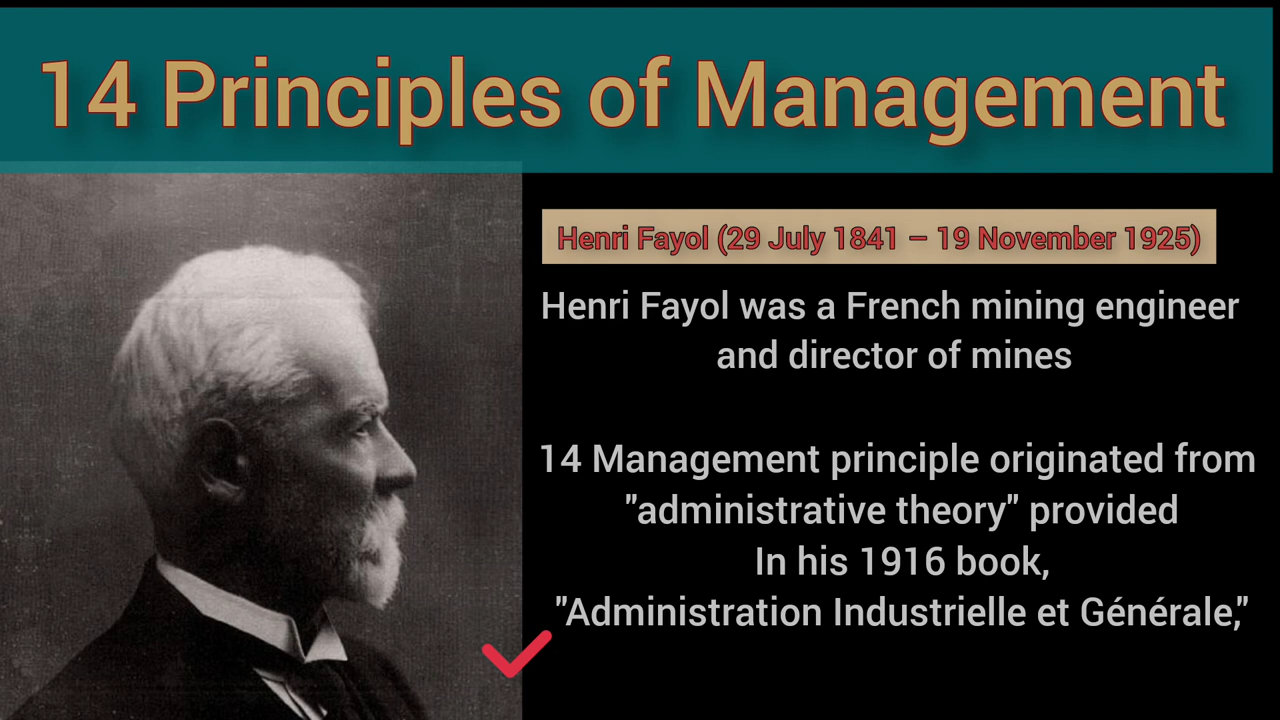 14 Principles of Management
Henri Fayol (29 July 1841 – 19 November 1925)
Henri Fayol was a French mining engineer
and director of mines
14 Management principle originated from
"administrative theory" provided
In his 1916 book,
"Administration Industrielle et Générale,"